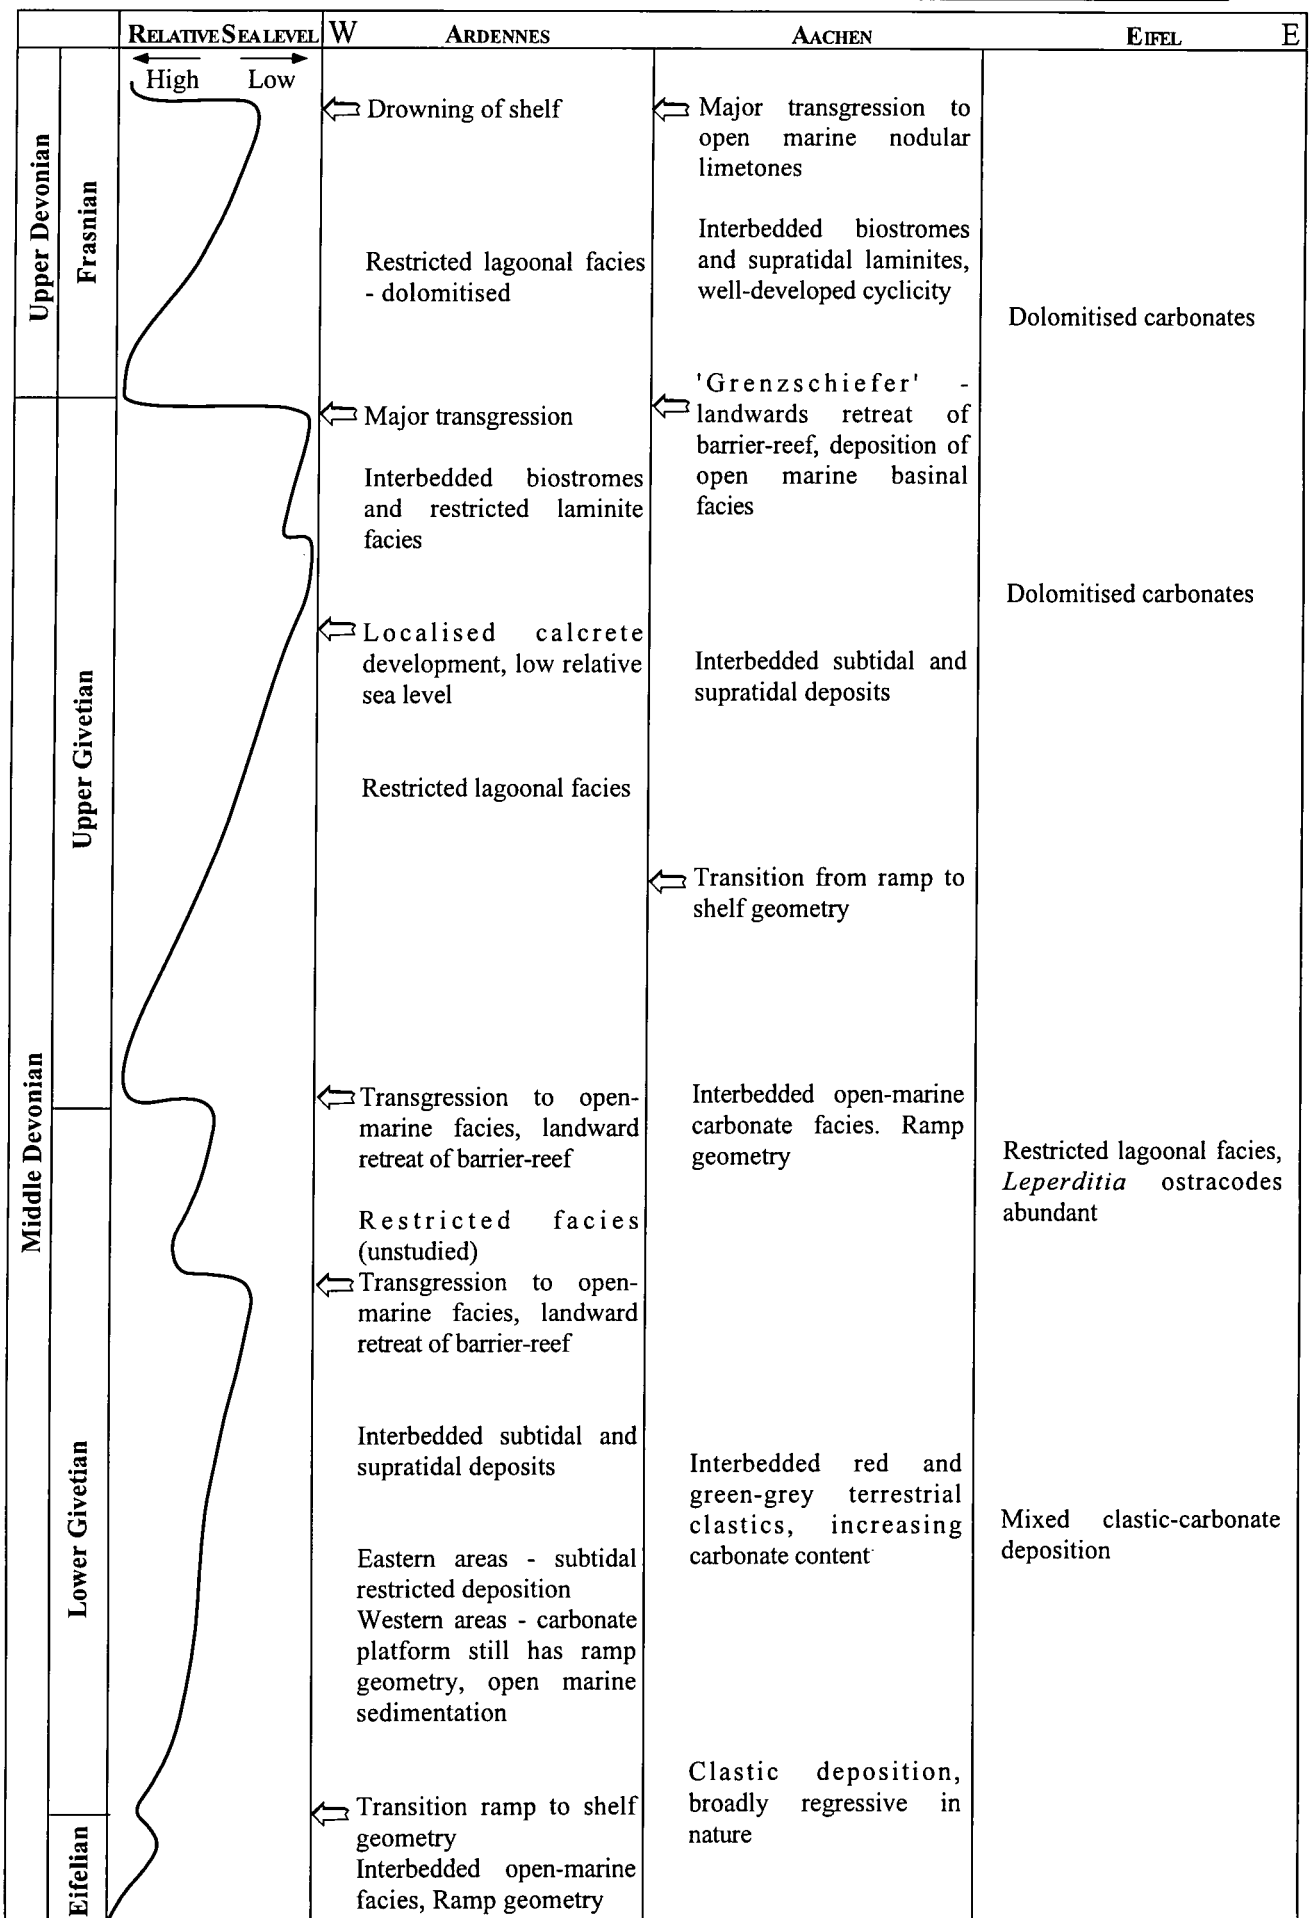 RELATIVE SEA LEVEL
W
ARDENNES
AACHEN
EIFEL
E
High
Low
Upper Devonian
Frasnian
Middle Devonian
Upper Givetian
Lower Givetian
Eifelian
Drowning of shelf
Restricted lagoonal facies
- dolomitised
Major transgression
Interbedded biostromes
and restricted laminite
facies
Localised calcrete
development, low relative
sea level
Restricted lagoonal facies
Transgression to open-
marine facies, landward
retreat of barrier-reef
Restricted facies
(unstudied)
Transgression to open-
marine facies, landward
retreat of barrier-reef
Interbedded subtidal and
supratidal deposits
Eastern areas - subtidal
restricted deposition
Western areas - carbonate
platform still has ramp
geometry, open marine
sedimentation
Transition ramp to shelf
geometry
Interbedded open-marine
facies, Ramp geometry
Major transgression to
open marine nodular
limetones
Interbedded biostromes
and supratidal laminites,
well-developed cyclicity
'Grenzschiefer' -
landwards retreat of
barrier-reef, deposition of
open marine basinal
facies
Interbedded subtidal and
supratidal deposits
Transition from ramp to
shelf geometry
Interbedded open-marine
carbonate facies. Ramp
geometry
Interbedded red and
green-grey terrestrial
clastics, increasing
carbonate content
Clastic deposition,
broadly regressive in
nature
Dolomitised carbonates
Dolomitised carbonates
Restricted lagoonal facies,
Leperditia ostracodes
abundant
Mixed clastic-carbonate
deposition